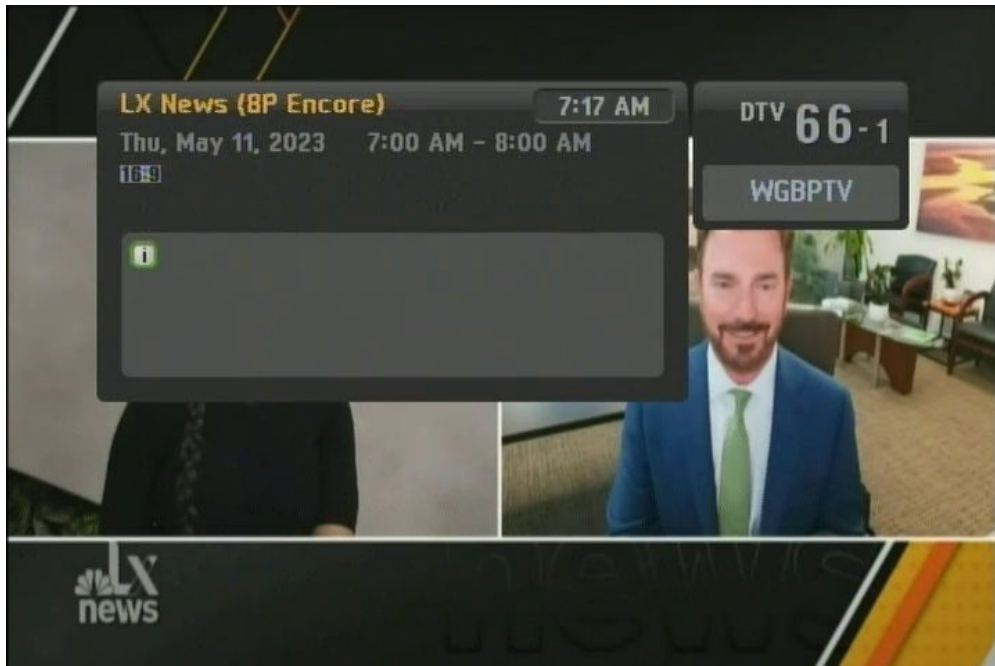 LX News (8P Encore)
7:17 AM
Thu, May 11, 2023 7:00 AM – 8:00 AM
16:9
i
DTV 66-1
WGBPTV
LX
news
news